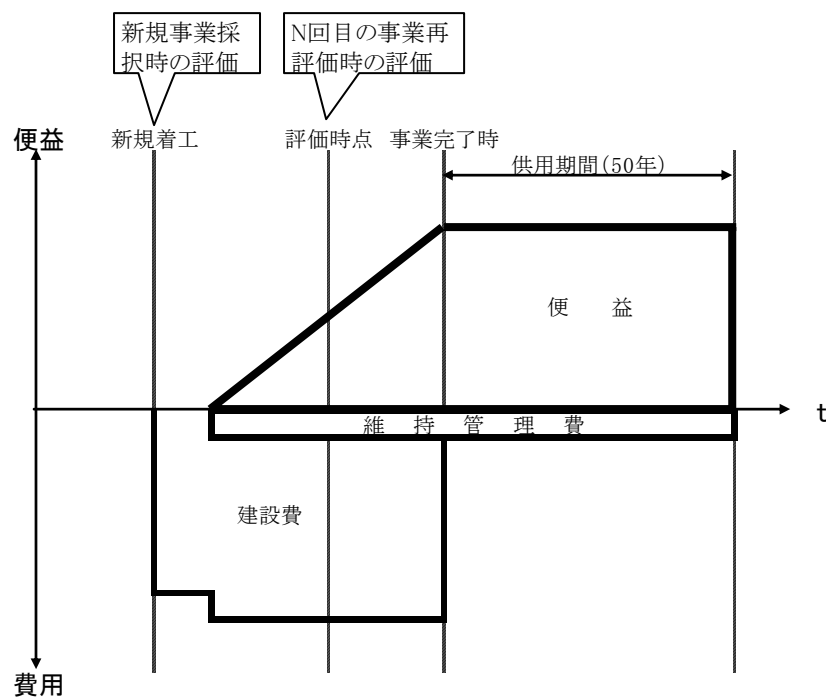 新規事業採
択時の評価
N回目の事業再
評価時の評価
便益
新規着工
評価時点
事業完了時
供用期間(50年)
便 益
t
維 持 管 理 費
建設費
費用